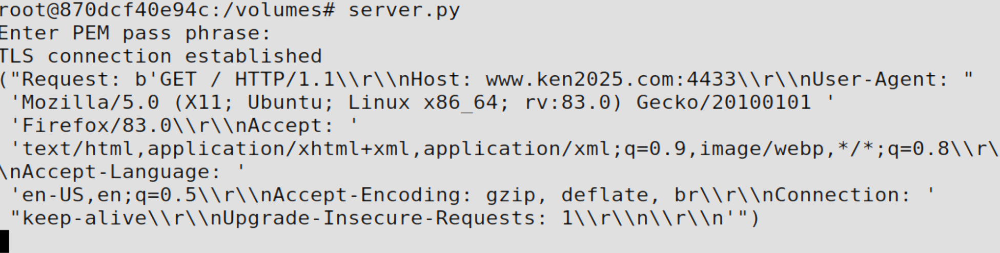 root@870dcf40e94c:/volumes# server.py
Enter PEM pass phrase:
TLS connection established
("Request: b'GET / HTTP/1.1\\r\\nHost: www.ken2025.com:4433\\r\\nUser-Agent: "
 'Mozilla/5.0 (X11; Ubuntu; Linux x86_64; rv:83.0) Gecko/20100101 '
 'Firefox/83.0\\r\\nAccept: '
 'text/html,application/xhtml+xml,application/xml;q=0.9,image/webp,*/*;q=0.8\\r\
\nAccept-Language: '
 'en-US,en;q=0.5\\r\\nAccept-Encoding: gzip, deflate, br\\r\\nConnection: '
 "keep-alive\\r\\nUpgrade-Insecure-Requests: 1\\r\\n\\r\\n'")